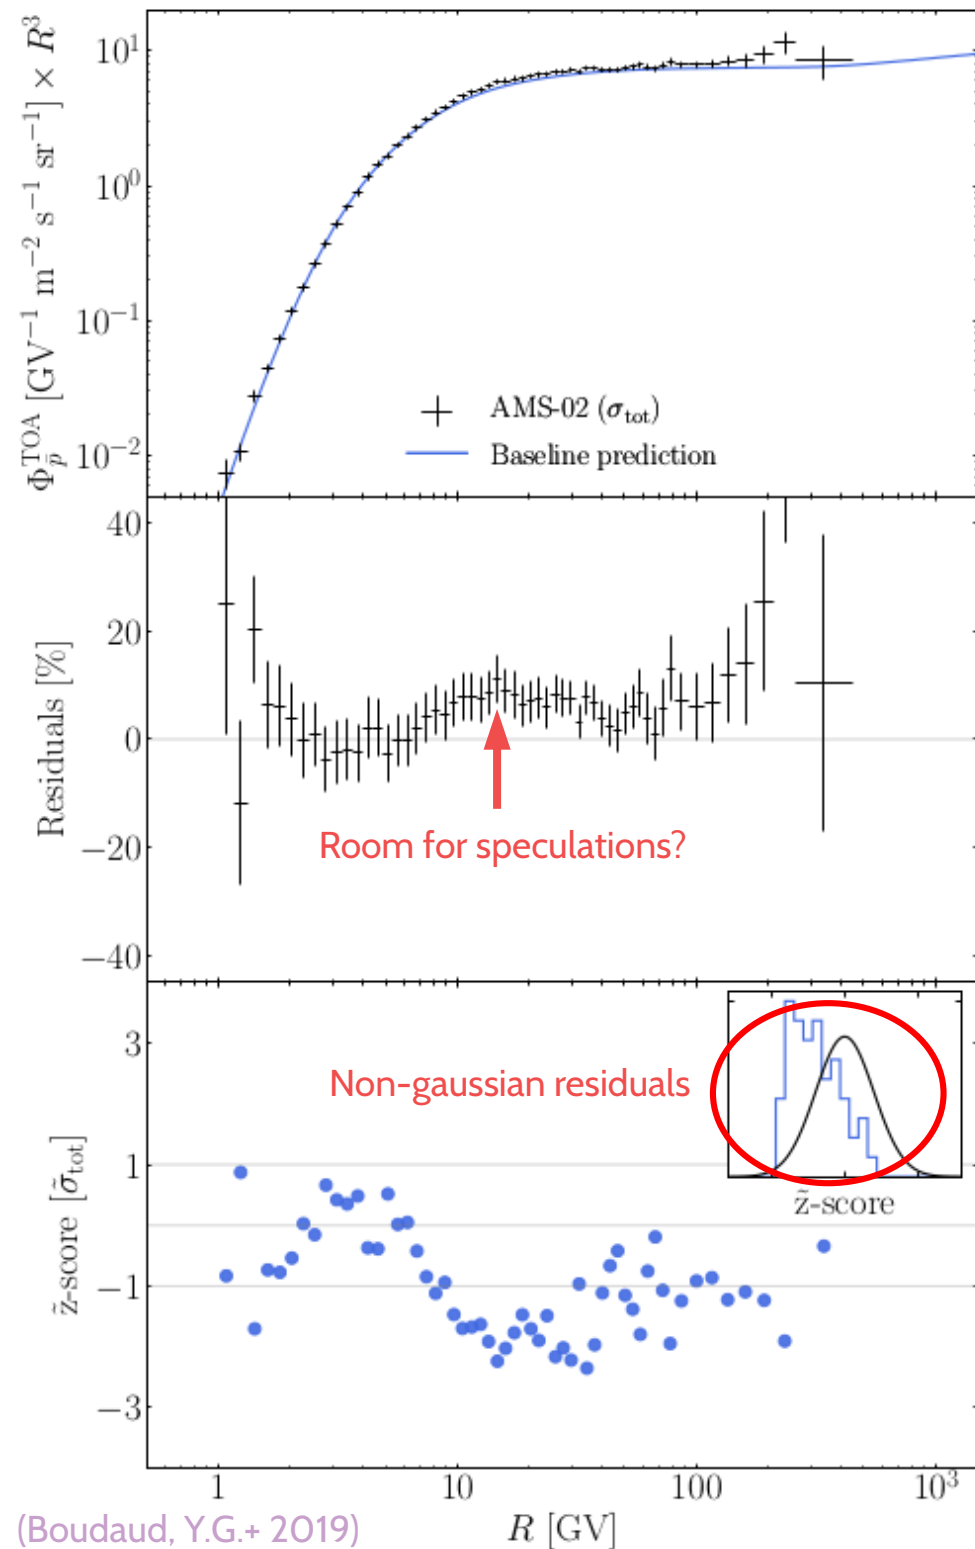 Φ_p̄^TOA [GV⁻¹ m⁻² s⁻¹ sr⁻¹] × R³
10¹
10⁰
10⁻¹
10⁻²
AMS-02 (σ_tot)
Baseline prediction
Residuals [%]
40
20
0
−20
−40
Room for speculations?
z̃-score [σ̃_tot]
3
1
−1
−3
Non-gaussian residuals
z̃-score
1
10
100
10³
R [GV]
(Boudaud, Y.G.+ 2019)